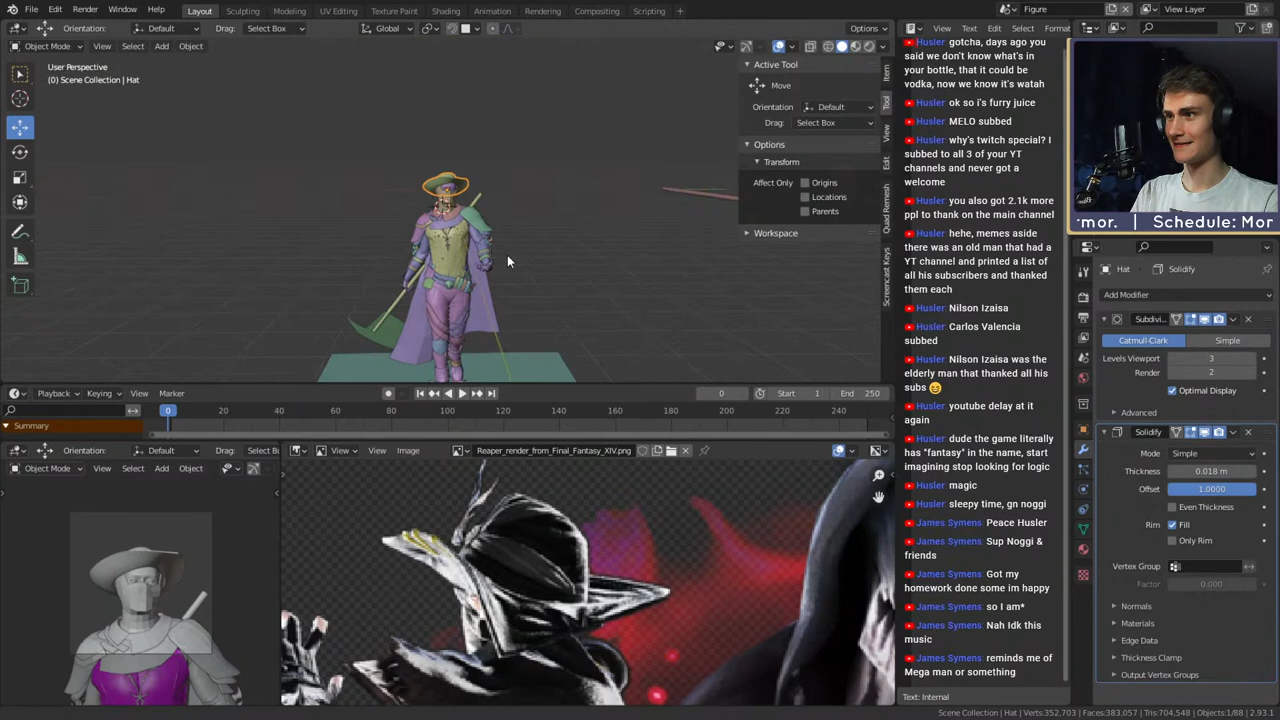 File Edit Render Window Help Layout Sculpting Modeling UV Editing Texture Paint Shading Animation Rendering Compositing Scripting Figure View Layer
Orientation: Default Drag: Select Box Global Options View Text Edit Select Format
Object Mode View Select Add Object
User Perspective
(0) Scene Collection | Hat
Active Tool
Move
Orientation Default
Drag: Select Box
Options
Transform
Affect Only Origins
Locations
Parents
Workspace
Item
Tool
View
Edit
Quad Remesh
Screencast Keys
Husler: gotcha, days ago you
said we don't know what's in
your bottle, that it could be
vodka, now we know it's watah
Husler: ok so i's furry juice
Husler: MELO subbed
Husler: why's twitch special? I
subbed to all 3 of your YT
channels and never got a
welcome
Husler: you also got 2.1k more
ppl to thank on the main channel
Husler: hehe, memes aside
there was an old man that had a
YT channel and printed a list of
all his subscribers and thanked
them each
Husler: Nilson Izaisa
Husler: Carlos Valencia
subbed
Husler: Nilson Izaisa was the
elderly man that thanked all his
subs 😄
Husler: youtube delay at it
again
Husler: dude the game literally
has *fantasy* in the name, start
imagining stop looking for logic
Husler: magic
Husler: sleepy time, gn noggi
James Symens: Peace Husler
James Symens: Sup Noggi &
friends
James Symens: Got my
homework done some im happy
James Symens: so I am*
James Symens: Nah Idk this
music
James Symens: reminds me of
Mega man or something
Text: Internal
mor. | Schedule: Mor
Hat Solidify
Add Modifier
Subdivi..
Catmull-Clark Simple
Levels Viewport 3
Render 2
Optimal Display
Advanced
Solidify
Mode Simple
Thickness 0.018 m
Offset 1.0000
Even Thickness
Rim Fill
Only Rim
Vertex Group
Factor 0.000
Normals
Materials
Edge Data
Thickness Clamp
Output Vertex Groups
Playback Keying View Marker 0 Start 1 End 250
0 20 40 60 80 100 120 140 160 180 200 220 240
Summary
Orientation: Default Drag: Select Bo
Object Mode View Select Add Object
View Image Reaper_render_from_Final_Fantasy_XIV.png
Scene Collection | Hat | Verts:352,703 | Faces:383,057 | Tris:704,548 | Objects:1/88 | 2.93.1